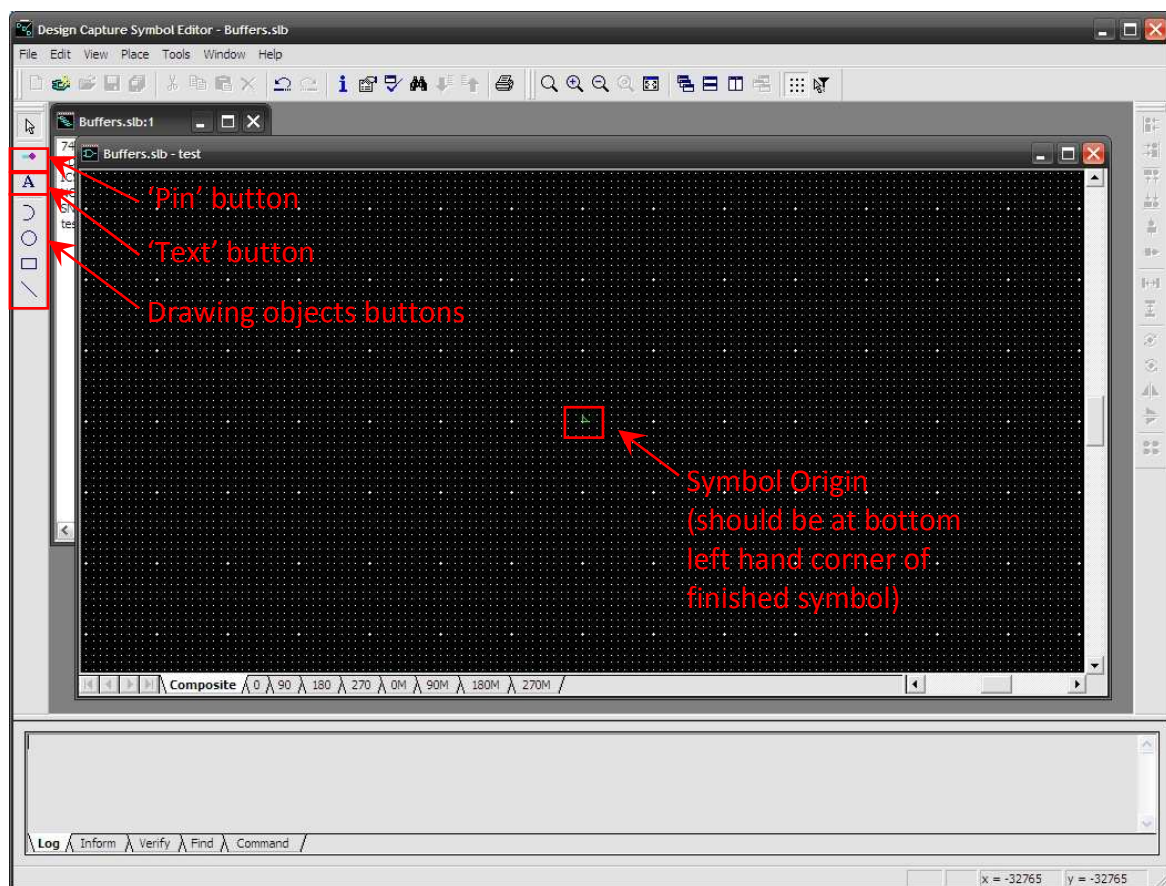 Design Capture Symbol Editor - Buffers.slb
File Edit View Place Tools Window Help
Buffers.slb:1
74
Buffers.slb - test
A
tes
'Pin' button
'Text' button
Drawing objects buttons
Symbol Origin
(should be at bottom
left hand corner of
finished symbol)
Composite 0 90 180 270 0M 90M 180M 270M
Log Inform Verify Find Command
x = -32765 y = -32765